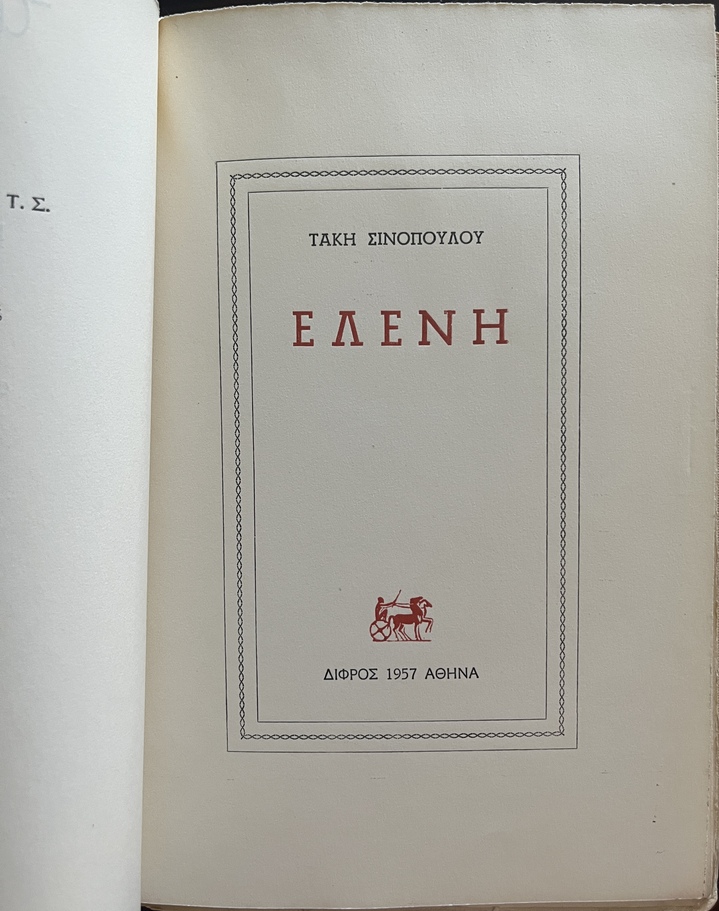 Τ. Σ.
ΤΑΚΗ ΣΙΝΟΠΟΥΛΟΥ
ΕΛΕΝΗ
ΔΙΦΡΟΣ 1957 ΑΘΗΝΑ